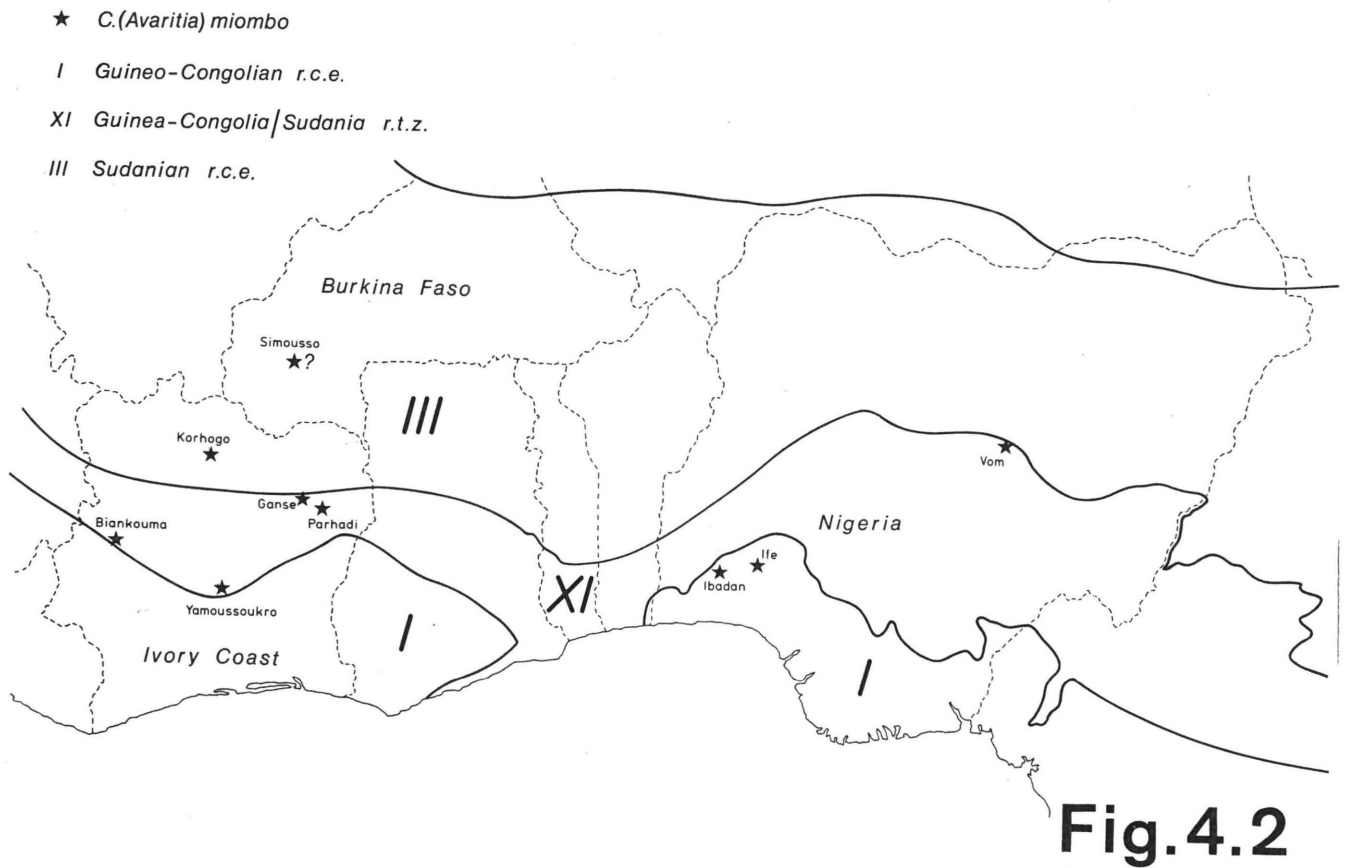 ★ C.(Avaritia) miombo
I Guineo-Congolian r.c.e.
XI Guinea-Congolia/Sudania r.t.z.
III Sudanian r.c.e.
Burkina Faso
Simousso
★?
III
Korhogo
Vom
Ganse
Parhadi
Biankouma
Nigeria
Ife
Ibadan
XI
Yamoussoukro
I
Ivory Coast
I
Fig.4.2